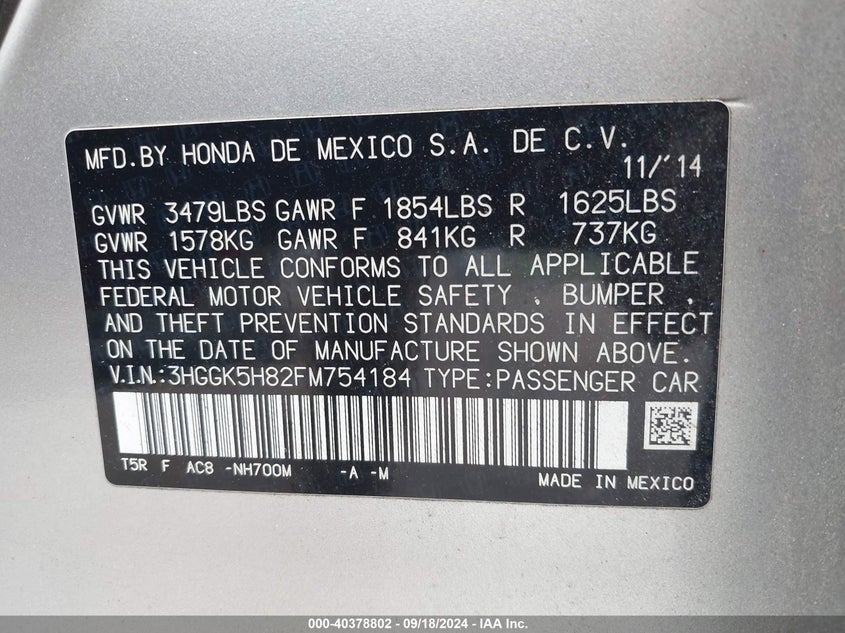 MFD.BY HONDA DE MEXICO S.A. DE C.V.
11/'14
GVWR 3479LBS GAWR F 1854LBS R 1625LBS
GVWR 1578KG GAWR F 841KG R 737KG
THIS VEHICLE CONFORMS TO ALL APPLICABLE
FEDERAL MOTOR VEHICLE SAFETY , BUMPER ,
AND THEFT PREVENTION STANDARDS IN EFFECT
ON THE DATE OF MANUFACTURE SHOWN ABOVE.
V.I.N.:3HGGK5H82FM754184 TYPE:PASSENGER CAR
T5R F AC8 -NH700M -A -M
MADE IN MEXICO
000-40378802 - 09/18/2024 - IAA Inc.